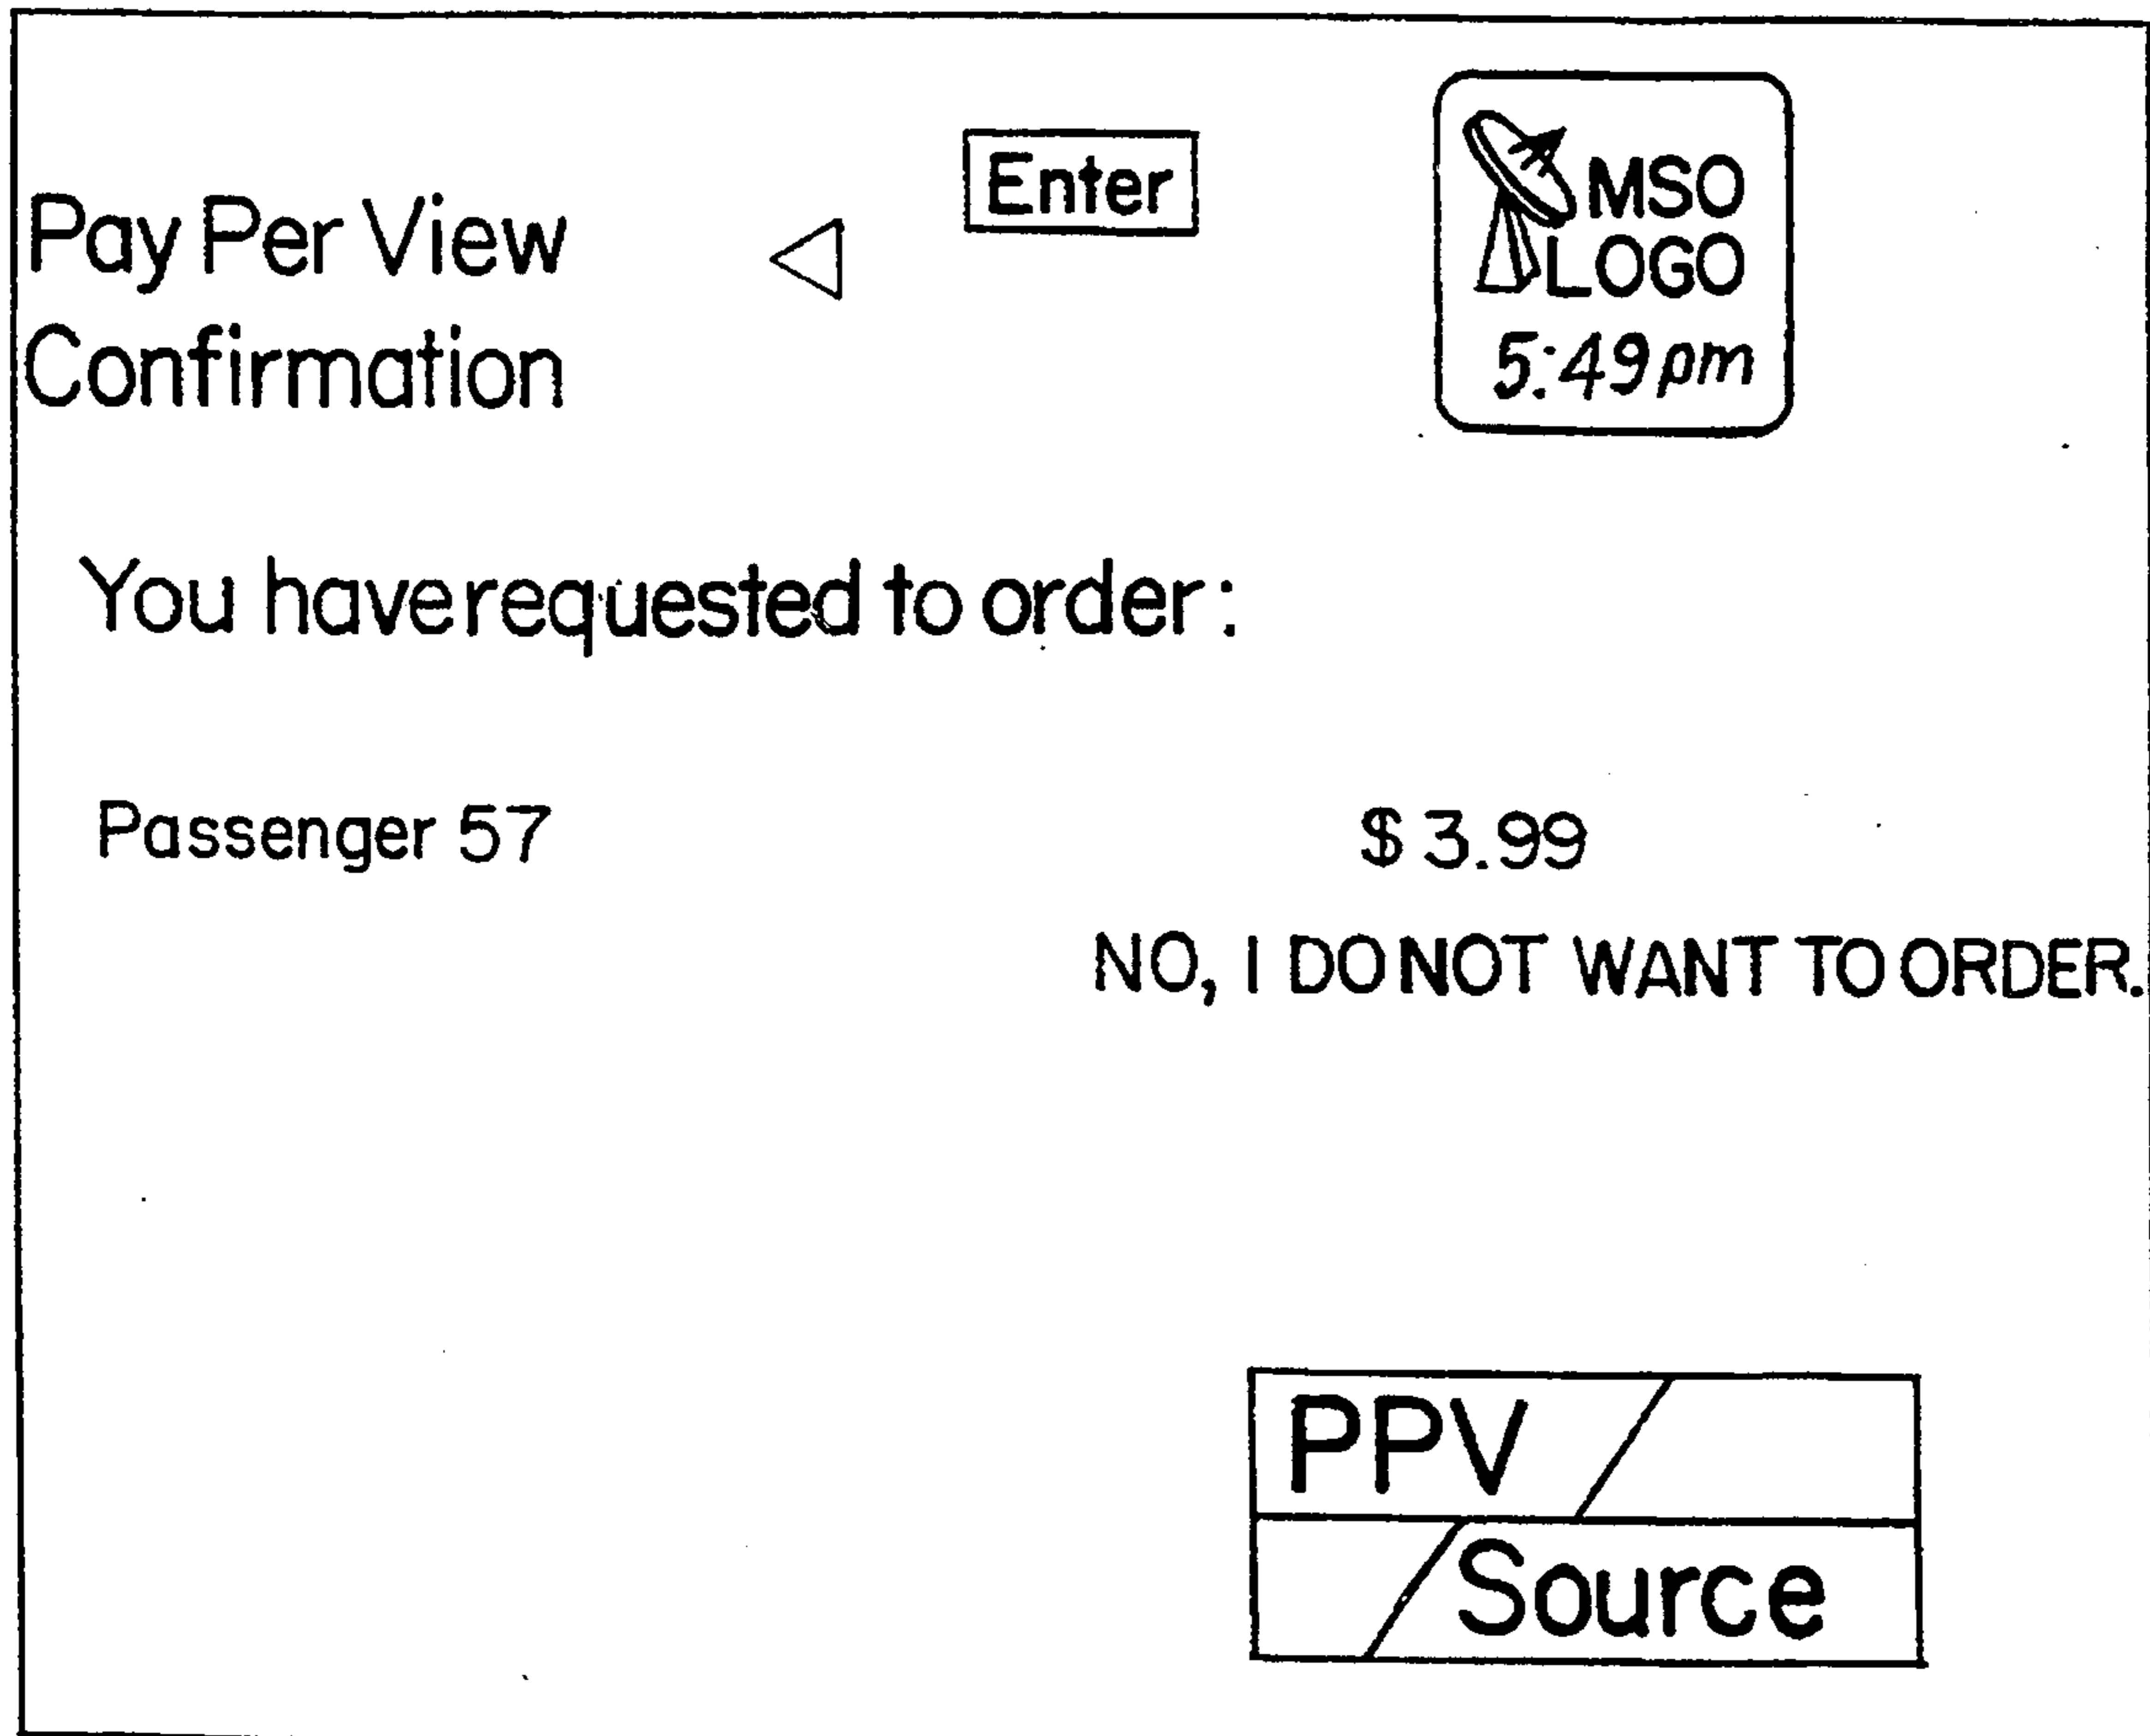 Enter
Pay Per View
Confirmation
MSO
LOGO
5:49pm
You have requested to order:
Passenger 57 $3.99
NO, I DO NOT WANT TO ORDER.
PPV
Source